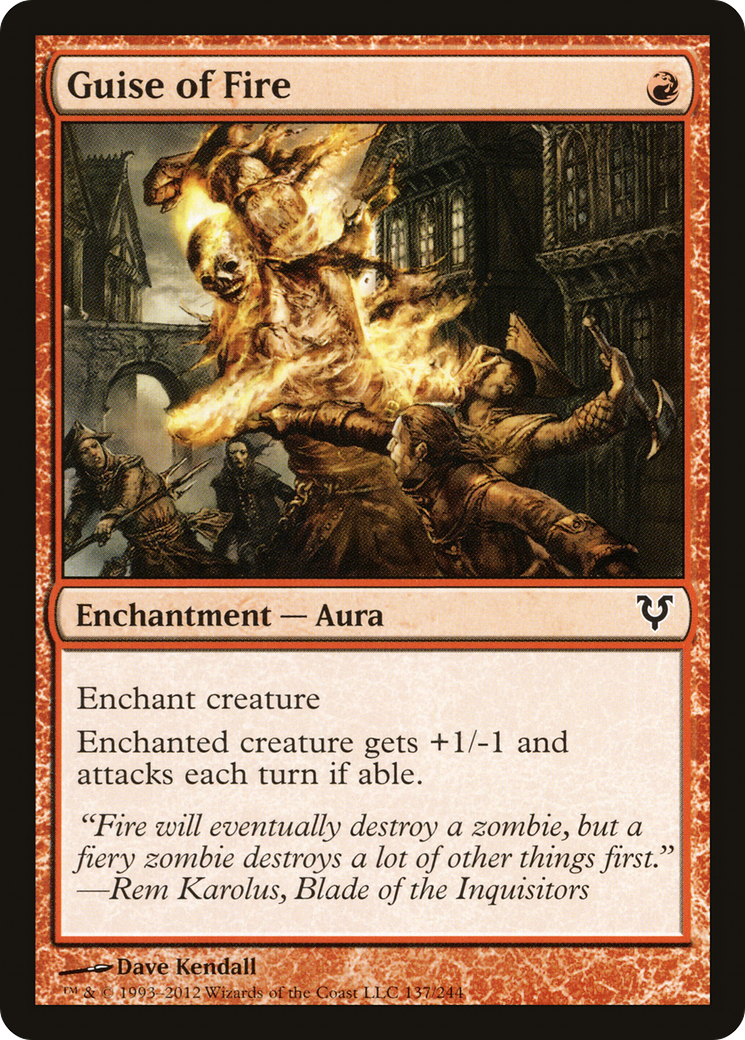 Guise of Fire
Enchantment — Aura
Enchant creature
Enchanted creature gets +1/-1 and
attacks each turn if able.
“Fire will eventually destroy a zombie, but a
fiery zombie destroys a lot of other things first.”
—Rem Karolus, Blade of the Inquisitors
Dave Kendall
™ & © 1993–2012 Wizards of the Coast LLC 137/244